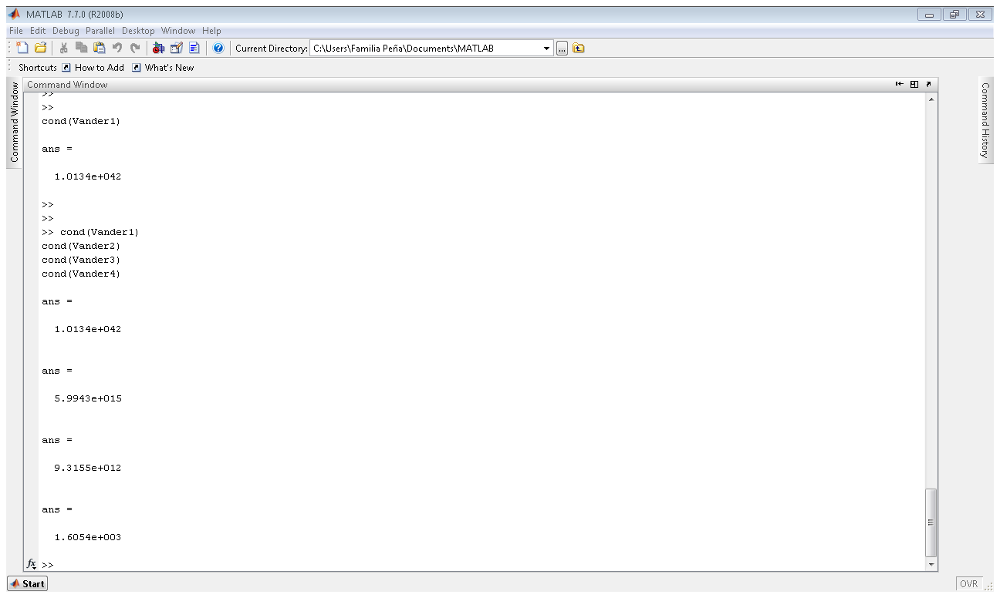 MATLAB 7.7.0 (R2008b)
File Edit Debug Parallel Desktop Window Help
Current Directory: C:\Users\Familia Peña\Documents\MATLAB ...
Shortcuts How to Add What's New
Command Window
Command Window
Command History
>>
>>
cond(Vander1)
ans =
1.0134e+042
>>
>>
>> cond(Vander1)
cond(Vander2)
cond(Vander3)
cond(Vander4)
ans =
1.0134e+042
ans =
5.9943e+015
ans =
9.3155e+012
ans =
1.6054e+003
fx >>
Start
OVR